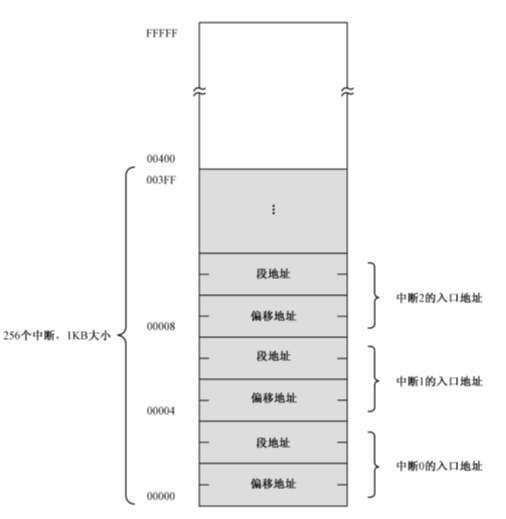 FFFFF
00400
003FF
⋮
段地址
中断2的入口地址
偏移地址
00008
256个中断、1KB大小
段地址
中断1的入口地址
偏移地址
00004
段地址
中断0的入口地址
偏移地址
00000